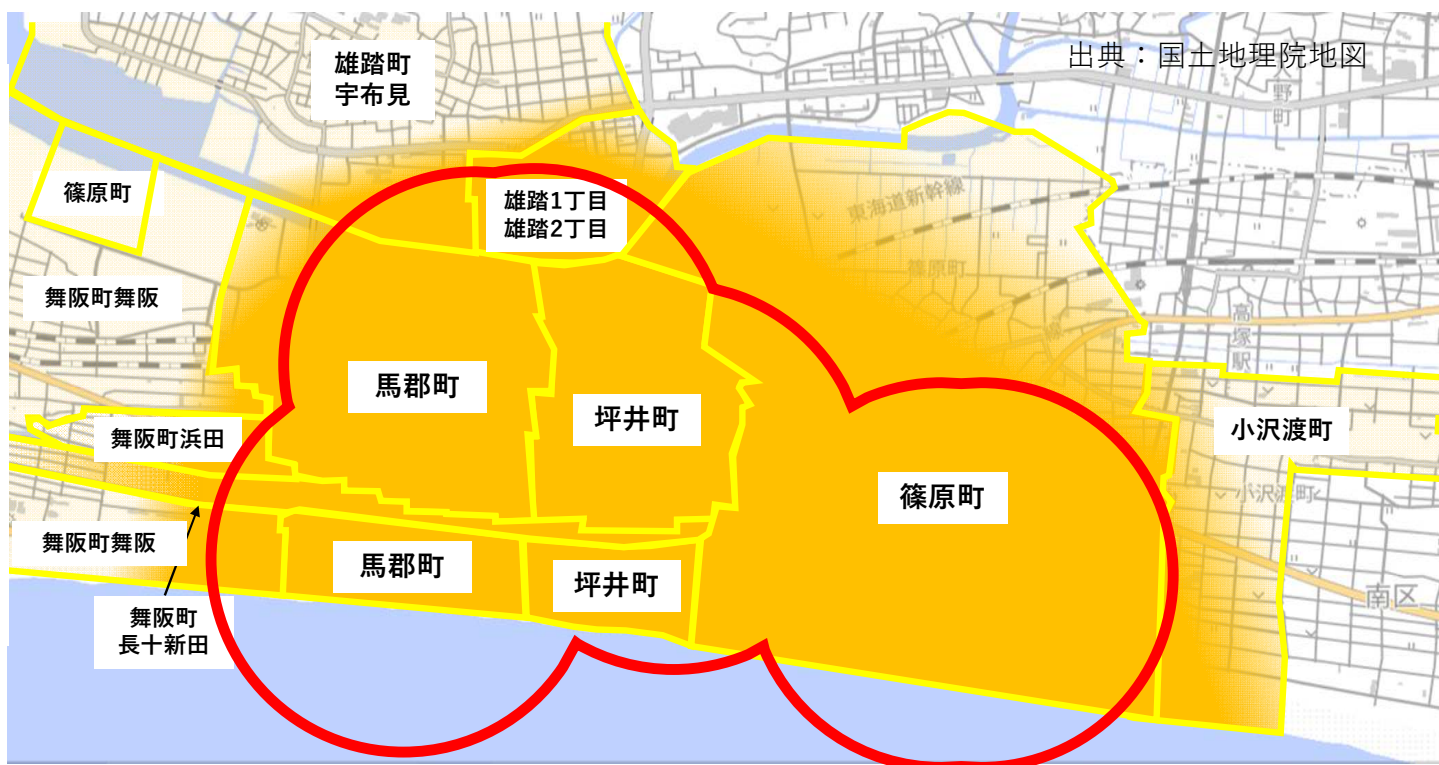 出典：国土地理院地図
雄踏町
宇布見
大
野
町
篠原町
雄踏1丁目
雄踏2丁目
東海道新幹線
篠原町
舞阪町舞阪
高
塚
駅
線
馬郡町
坪井町
舞阪町浜田
小沢渡町
篠原町
小沢渡町
舞阪町舞阪
馬郡町
坪井町
南区
舞阪町
長十新田